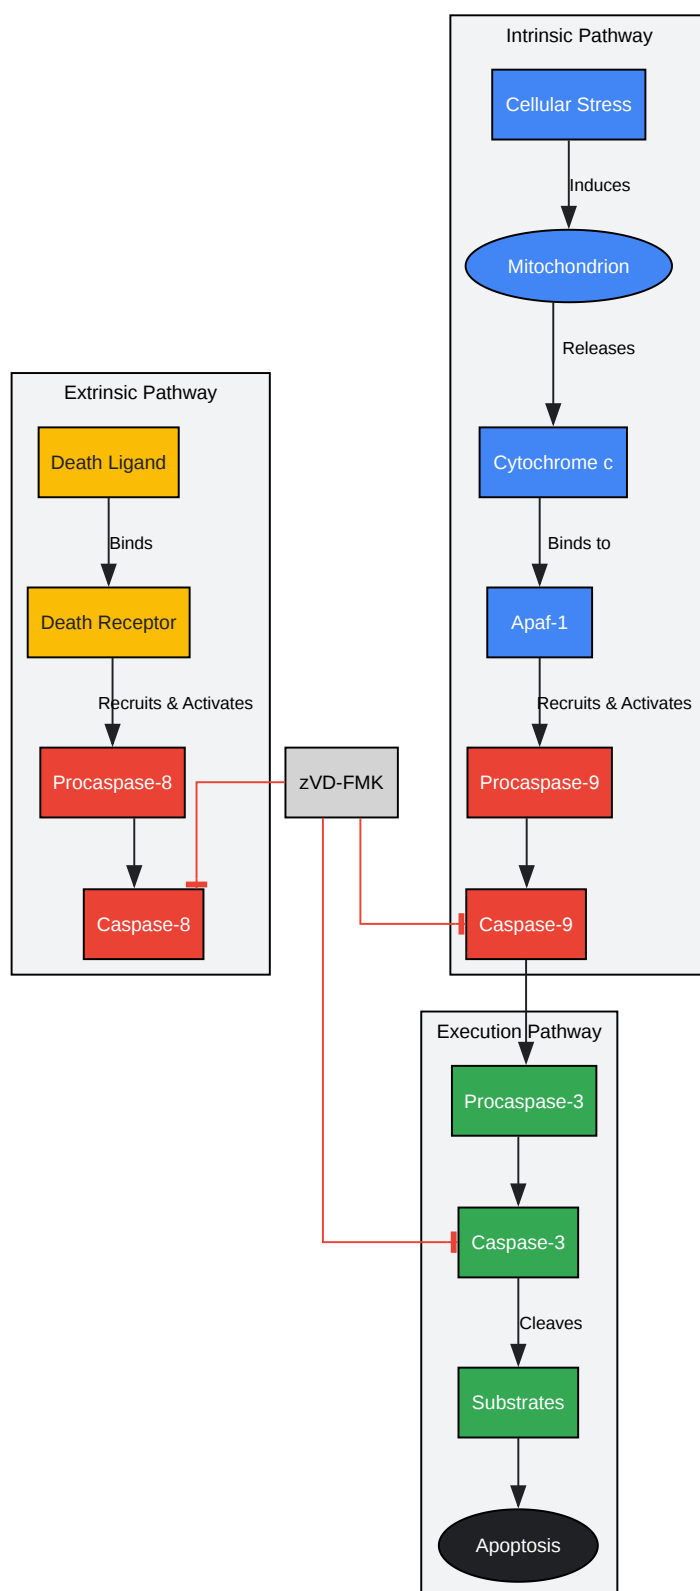 Intrinsic Pathway
Cellular Stress
Induces
Mitochondrion
Releases
Cytochrome c
Binds to
Apaf-1
Recruits & Activates
Procaspase-9
Caspase-9
Extrinsic Pathway
Death Ligand
Binds
Death Receptor
Recruits & Activates
Procaspase-8
Caspase-8
zVD-FMK
Execution Pathway
Procaspase-3
Caspase-3
Cleaves
Substrates
Apoptosis